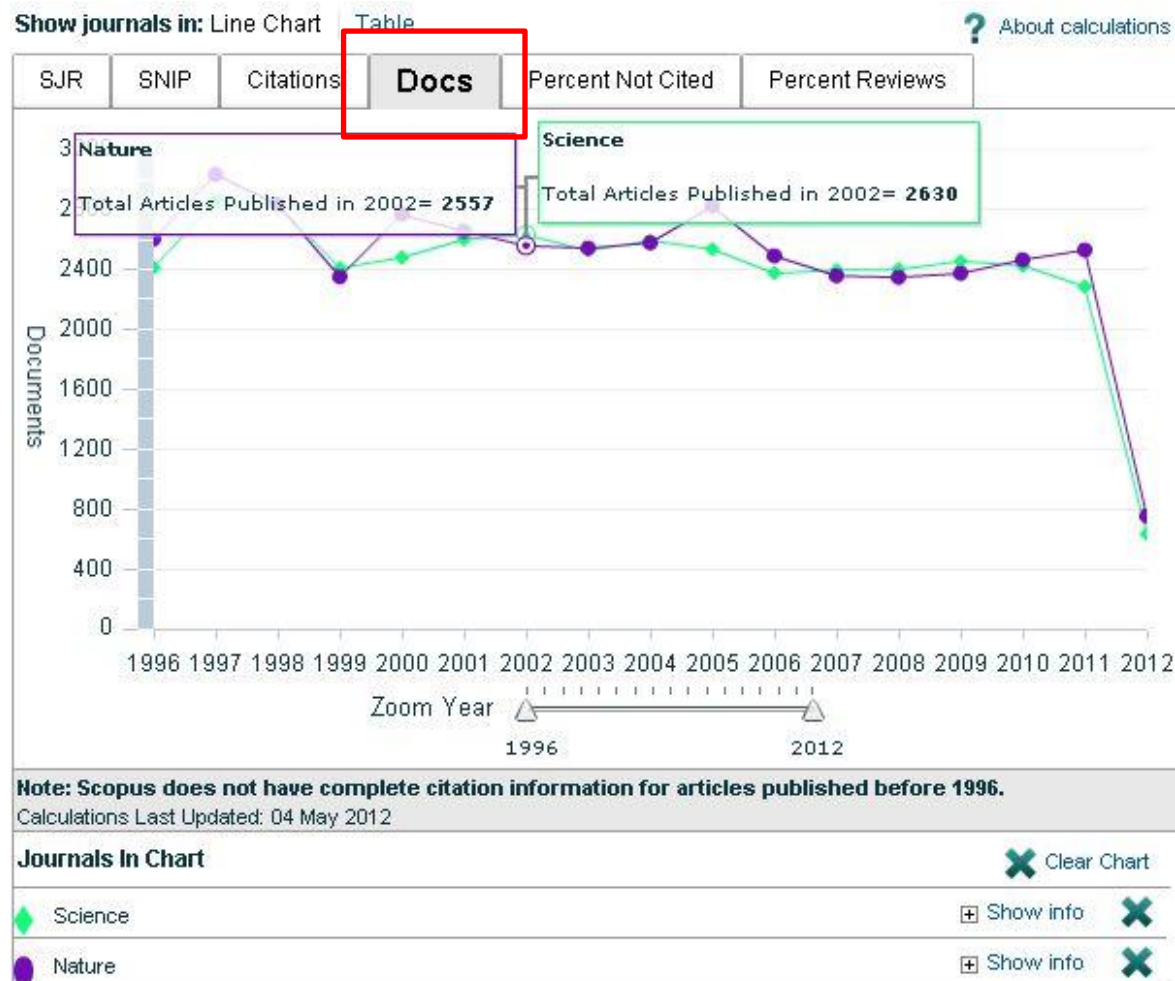 Show journals in: Line Chart Table
? About calculations
SJR SNIP Citations Docs Percent Not Cited Percent Reviews
Nature
Total Articles Published in 2002= 2557
Science
Total Articles Published in 2002= 2630
2400
2000
1600
1200
800
400
0
Documents
1996 1997 1998 1999 2000 2001 2002 2003 2004 2005 2006 2007 2008 2009 2010 2011 2012
Zoom Year
1996 2012
Note: Scopus does not have complete citation information for articles published before 1996.
Calculations Last Updated: 04 May 2012
Journals In Chart
Clear Chart
Science Show info
Nature Show info